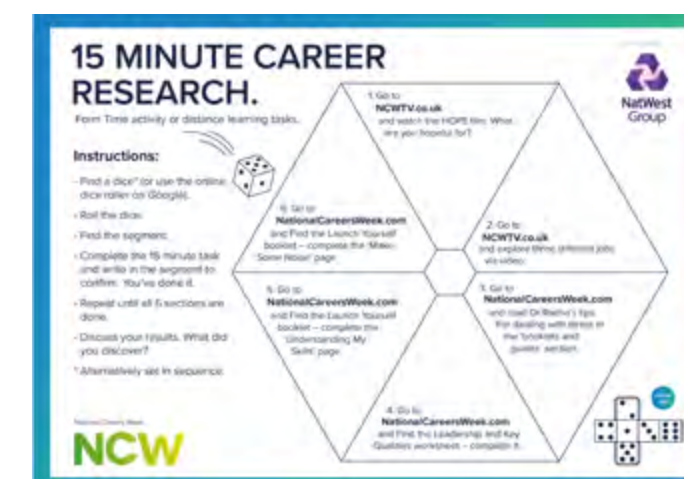 15 MINUTE CAREER
RESEARCH.
Form Time activity or distance learning tasks.
NatWest
Group
Instructions:
- Find a dice* (or use the online
dice roller on Google).
- Roll the dice.
- Find the segment.
- Complete the 15 minute task
and write in the segment to
confirm. You've done it.
- Repeat until all 6 sections are
done.
- Discuss your results. What did
you discover?
* Alternatively set in sequence.
1. Go to
NCWTV.co.uk
and watch the HOPE film. What
are you hopeful for?
2. Go to
NCWTV.co.uk
and explore three different jobs
via video.
3. Go to
NationalCareersWeek.com
and read Dr tips
for dealing with stress in
the 'booklets and
guides' section.
4. Go to
NationalCareersWeek.com
and Find the Leadership and Key
Qualities worksheet – complete it.
5. Go to
NationalCareersWeek.com
and Find the Launch Yourself
booklet – complete the
'Understanding My
Skills' page.
6. Go to
NationalCareersWeek.com
and Find the Launch Yourself
booklet – complete the 'Make
Some Noise' page.
National Careers Week
NCW